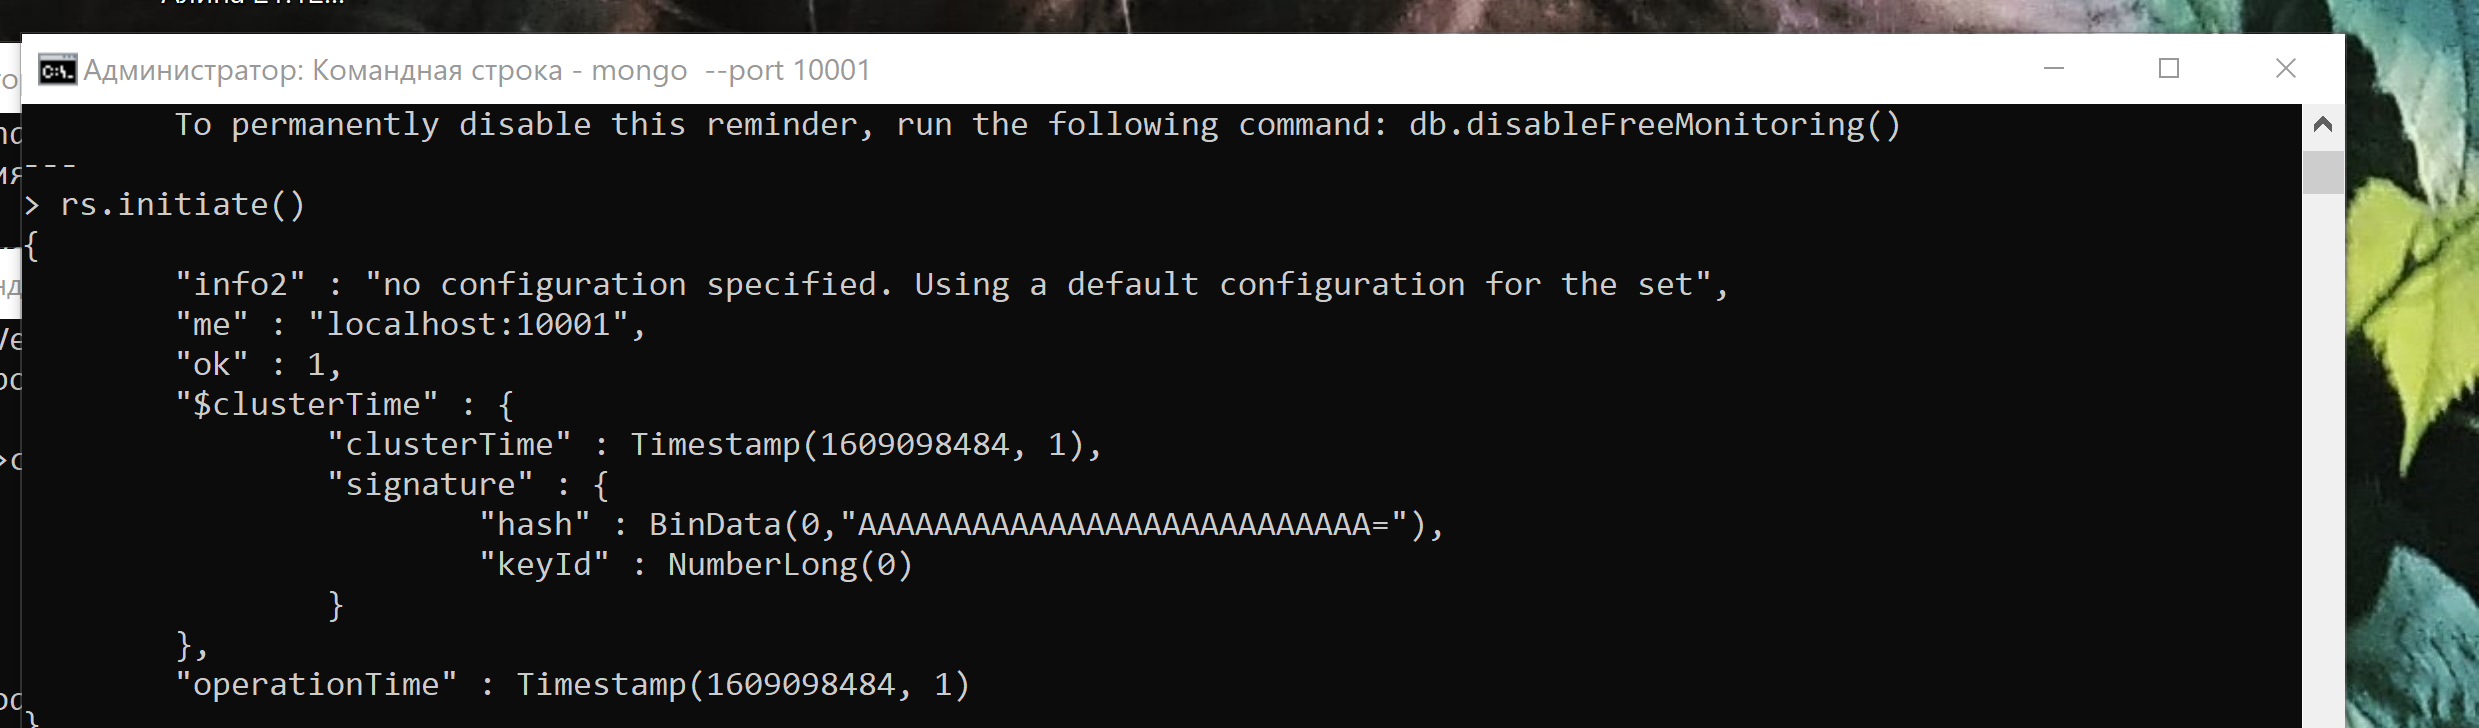 Администратор: Командная строка - mongo  --port 10001
To permanently disable this reminder, run the following command: db.disableFreeMonitoring()
---
> rs.initiate()
{
"info2" : "no configuration specified. Using a default configuration for the set",
"me" : "localhost:10001",
"ok" : 1,
"$clusterTime" : {
"clusterTime" : Timestamp(1609098484, 1),
"signature" : {
"hash" : BinData(0,"AAAAAAAAAAAAAAAAAAAAAAAAAAA="),
"keyId" : NumberLong(0)
}
},
"operationTime" : Timestamp(1609098484, 1)
}